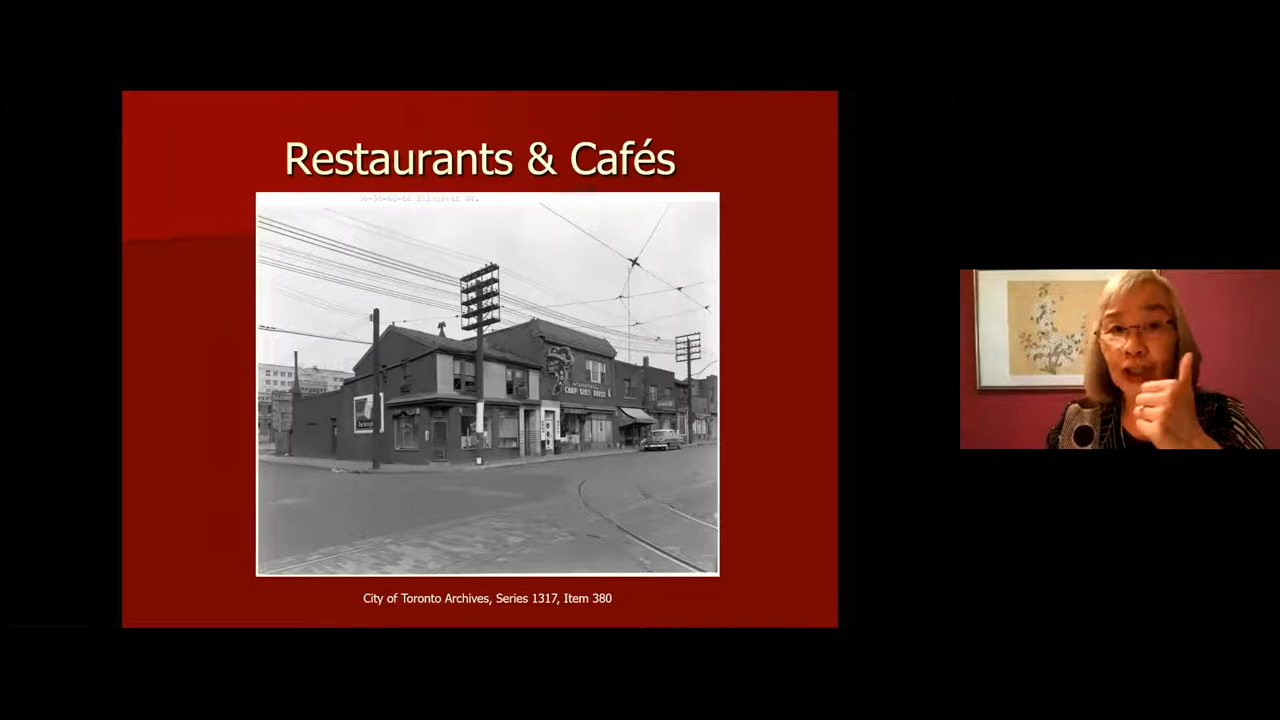 Restaurants & Cafés
CHOP SUEY HOUSE
City of Toronto Archives, Series 1317, Item 380